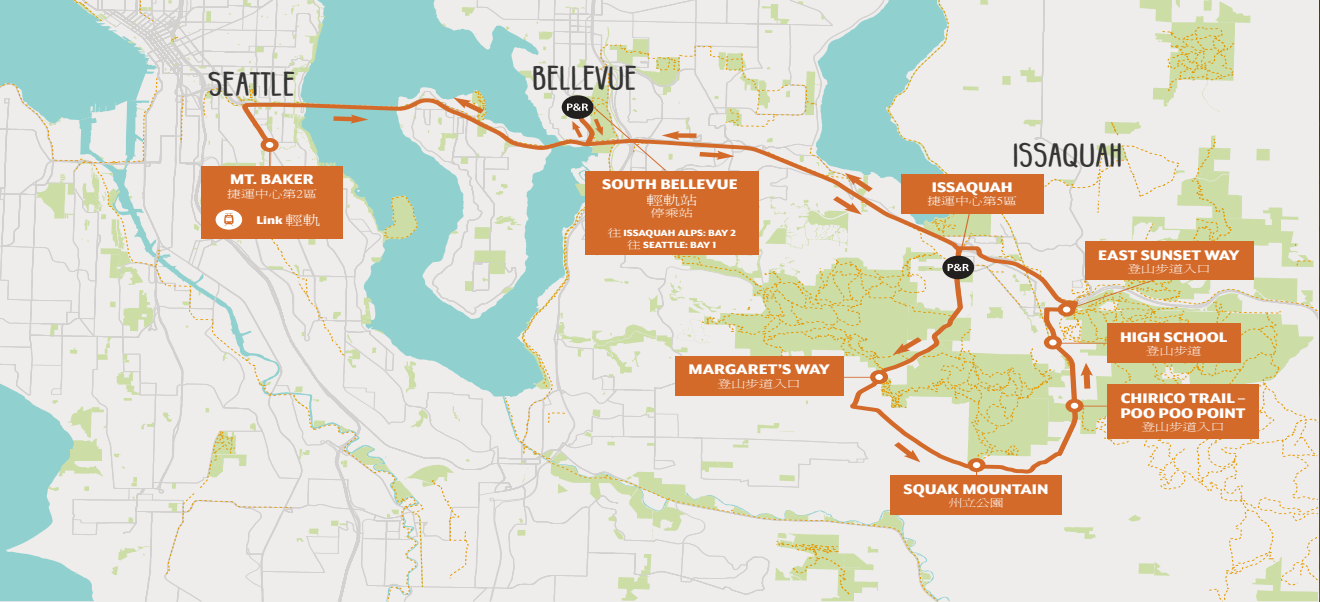 SEATTLE
BELLEVUE
P&R
ISSAQUAH
MT. BAKER
捷運中心第2區
Link 輕軌
SOUTH BELLEVUE
輕軌站
停乘站
往 ISSAQUAH ALPS: BAY 2
往 SEATTLE: BAY 1
ISSAQUAH
捷運中心第5區
P&R
EAST SUNSET WAY
登山步道入口
HIGH SCHOOL
登山步道
MARGARET'S WAY
登山步道入口
CHIRICO TRAIL –
POO POO POINT
登山步道入口
SQUAK MOUNTAIN
州立公園